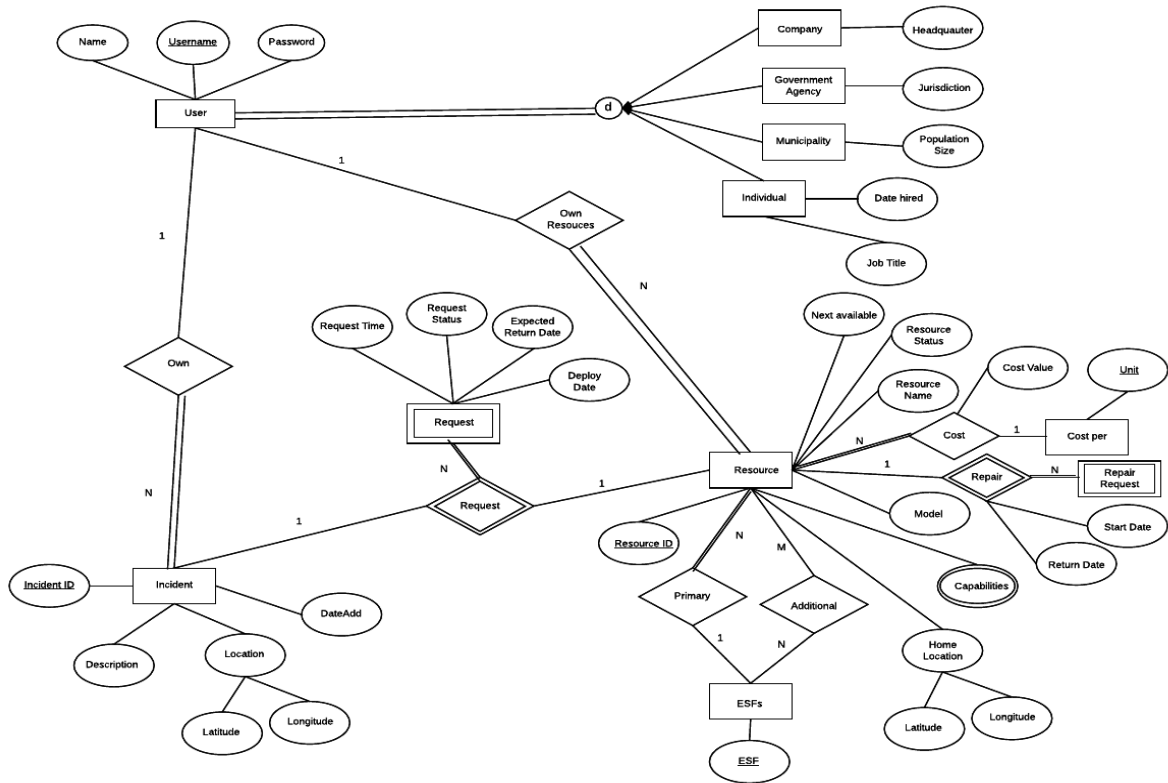 Company
Headquauter
Name
Username
Password
Government
Agency
Jurisdiction
User
d
Municipality
Population
Size
1
Individual
Date hired
Own
Resouces
1
Job Title
N
Request
Status
Next available
Resource
Status
Request Time
Expected
Return Date
Own
Cost Value
Unit
Deploy
Date
Resource
Name
Request
N
Cost
1
Cost per
N
Resource
1
Repair
N
Repair
Request
N
1
Request
1
Model
Start Date
Resource ID
N
M
Return Date
Incident ID
Incident
Capabilities
Primary
Additional
DateAdd
1
N
Description
Location
Home
Location
ESFs
Latitude
Longitude
Latitude
Longitude
ESF